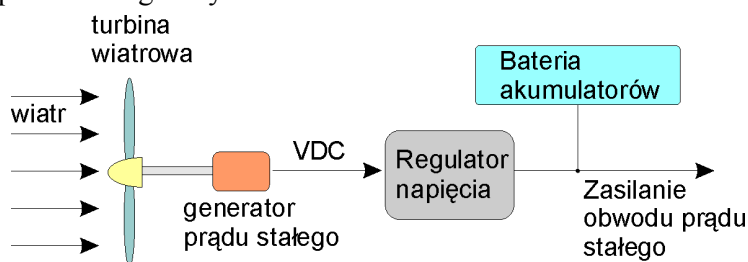 turbina
wiatrowa
wiatr
generator
prądu stałego
VDC
Regulator
napięcia
Bateria
akumulatorów
Zasilanie
obwodu prądu
stałego